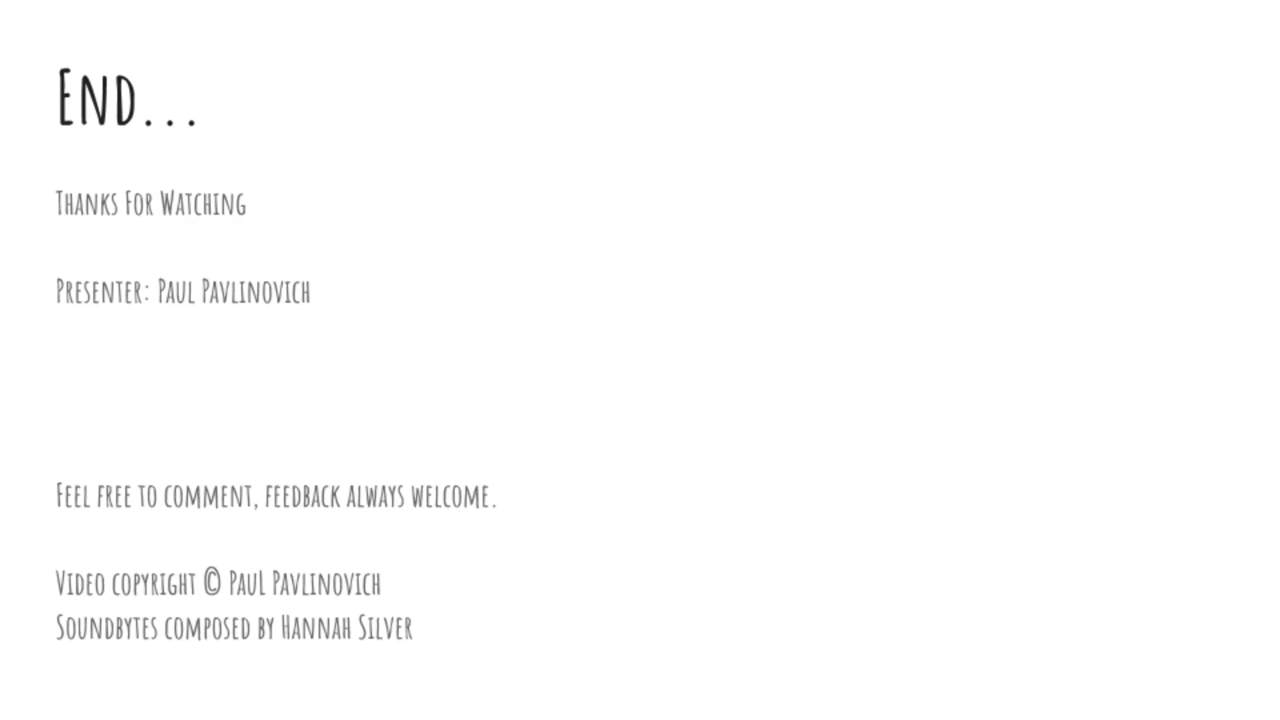 End...
Thanks For Watching
Presenter: Paul Pavlinovich
Feel free to comment, feedback always welcome.
Video copyright © Paul Pavlinovich
Soundbytes composed by Hannah Silver